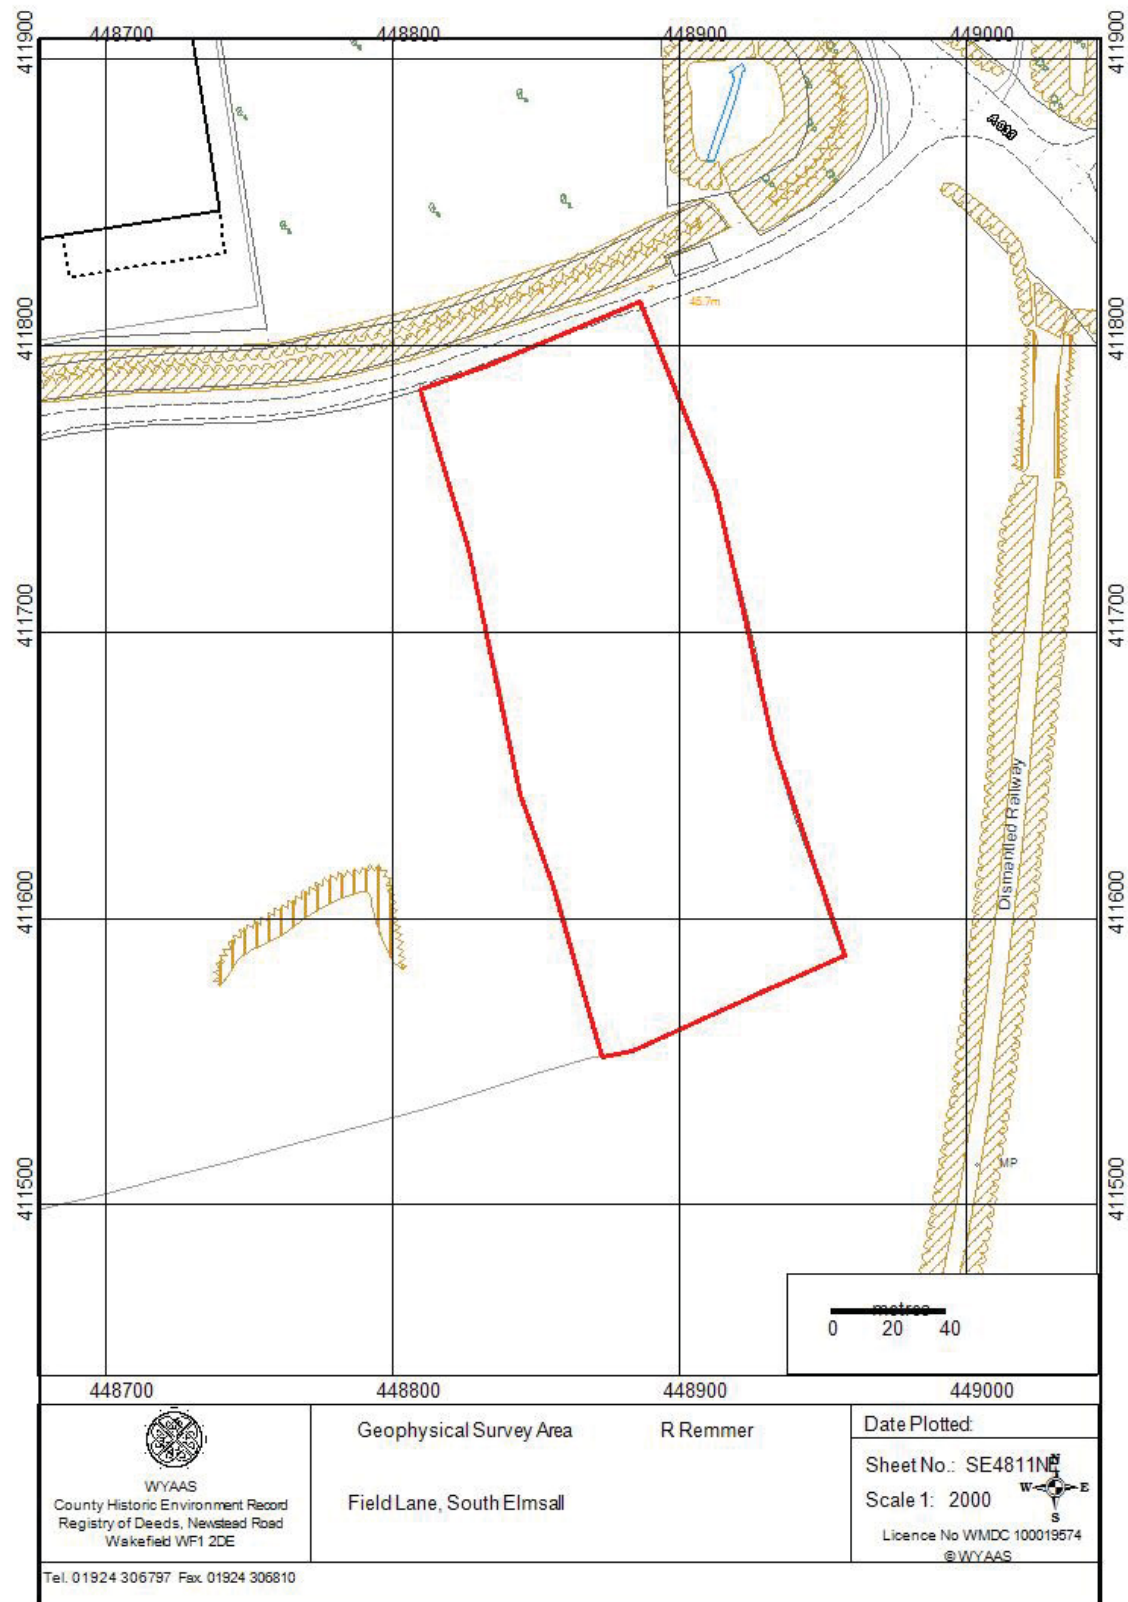 448700 448800 448900 449000
411900 411900
A 638
45.7m
411800 411800
411700 411700
Dismantled Railway
411600 411600
MP
411500 411500
metres
0 20 40
448700 448800 448900 449000
Geophysical Survey Area R Remmer
Field Lane, South Elmsall
WYAAS
County Historic Environment Record
Registry of Deeds, Newstead Road
Wakefield WF1 2DE
Date Plotted:
Sheet No.: SE4811NE
Scale 1: 2000
N
W E
S
Licence No WMDC 100019574
© WYAAS
Tel. 01924 306797 Fax. 01924 306810